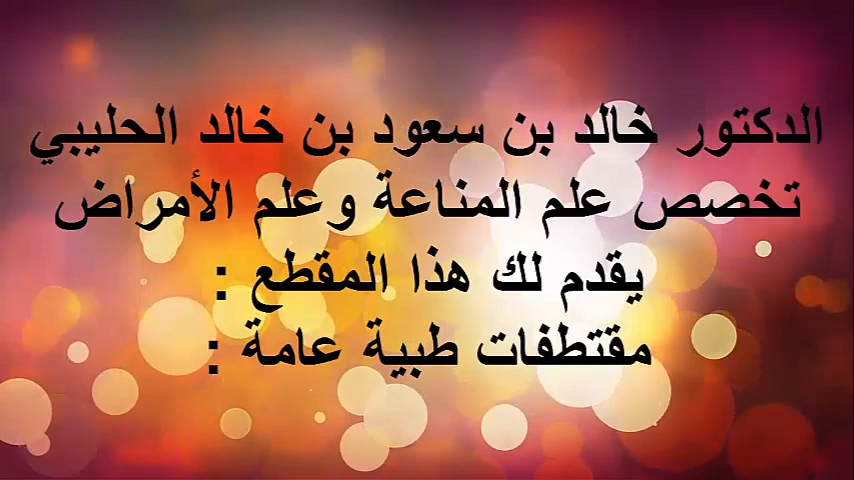 الدكتور خالد بن سعود بن خالد الحليبي
تخصص علم المناعة وعلم الأمراض
يقدم لك هذا المقطع :
مقتطفات طبية عامة :